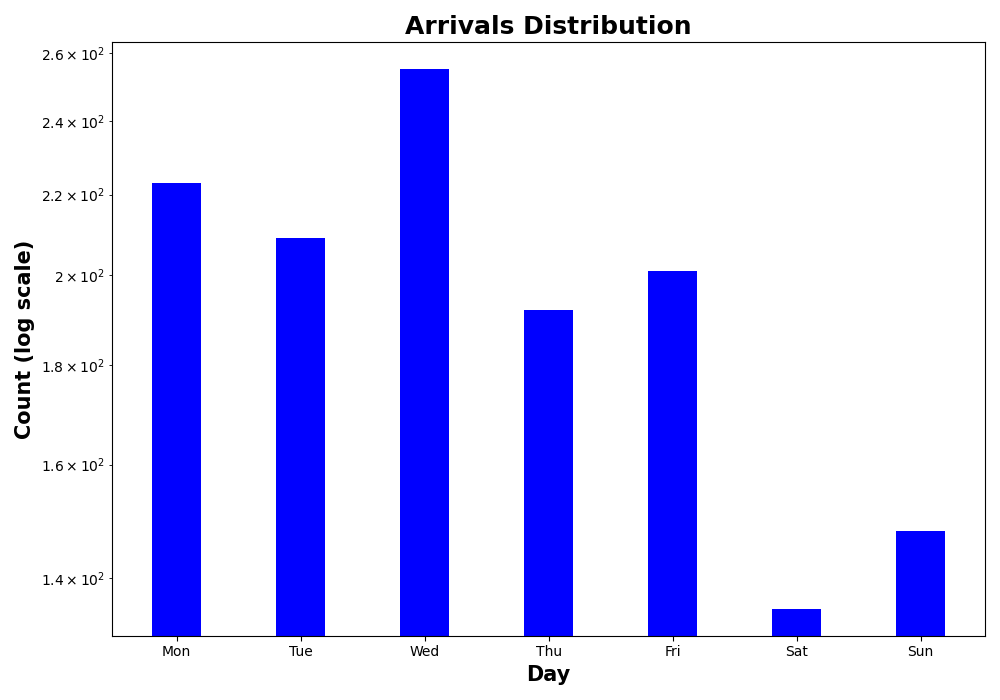 Arrivals Distribution
2.6 × 10²
2.4 × 10²
2.2 × 10²
2 × 10²
1.8 × 10²
1.6 × 10²
1.4 × 10²
Count (log scale)
Mon Tue Wed Thu Fri Sat Sun
Day